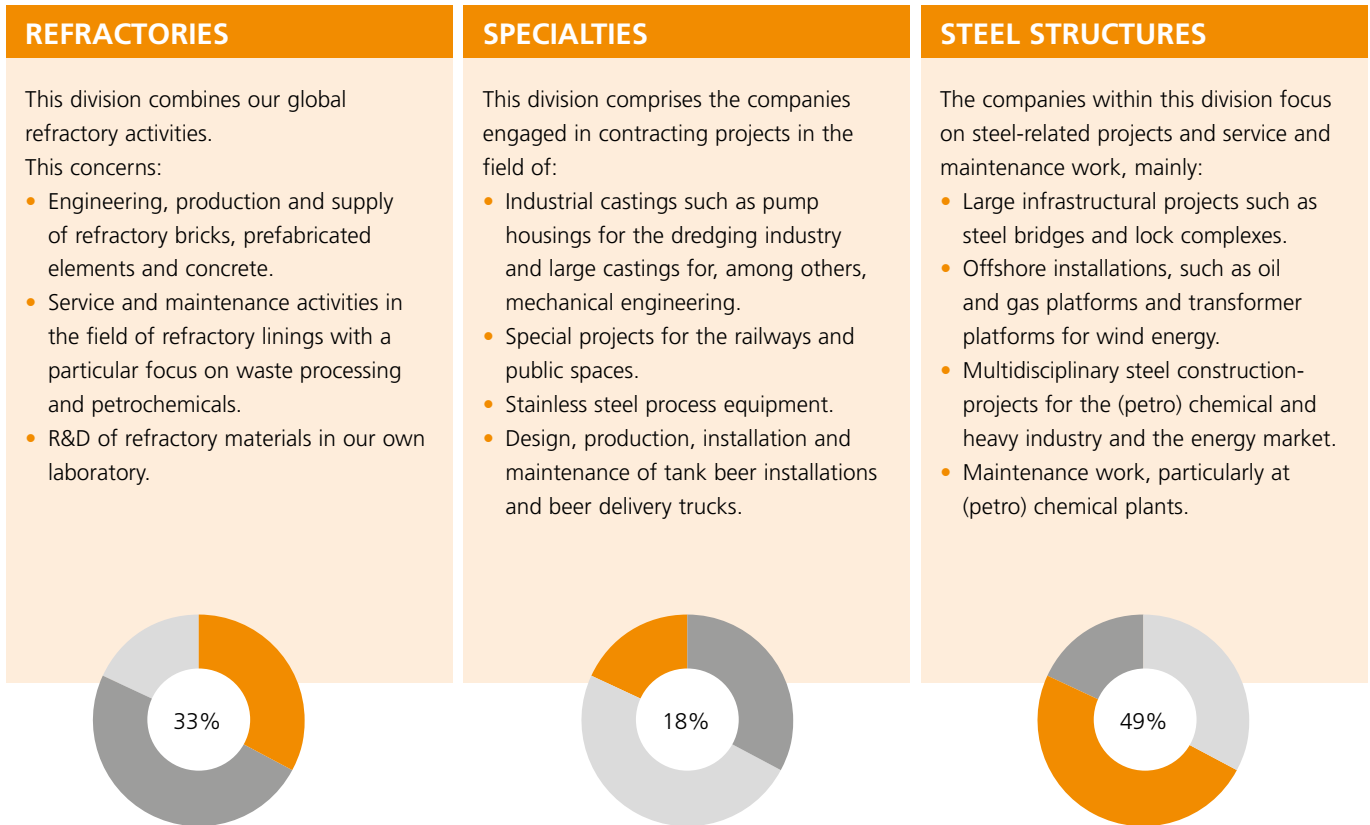 REFRACTORIES
This division combines our global
refractory activities.
This concerns:
• Engineering, production and supply
of refractory bricks, prefabricated
elements and concrete.
• Service and maintenance activities in
the field of refractory linings with a
particular focus on waste processing
and petrochemicals.
• R&D of refractory materials in our own
laboratory.
33%
SPECIALTIES
This division comprises the companies
engaged in contracting projects in the
field of:
• Industrial castings such as pump
housings for the dredging industry
and large castings for, among others,
mechanical engineering.
• Special projects for the railways and
public spaces.
• Stainless steel process equipment.
• Design, production, installation and
maintenance of tank beer installations
and beer delivery trucks.
18%
STEEL STRUCTURES
The companies within this division focus
on steel-related projects and service and
maintenance work, mainly:
• Large infrastructural projects such as
steel bridges and lock complexes.
• Offshore installations, such as oil
and gas platforms and transformer
platforms for wind energy.
• Multidisciplinary steel construction-
projects for the (petro) chemical and
heavy industry and the energy market.
• Maintenance work, particularly at
(petro) chemical plants.
49%